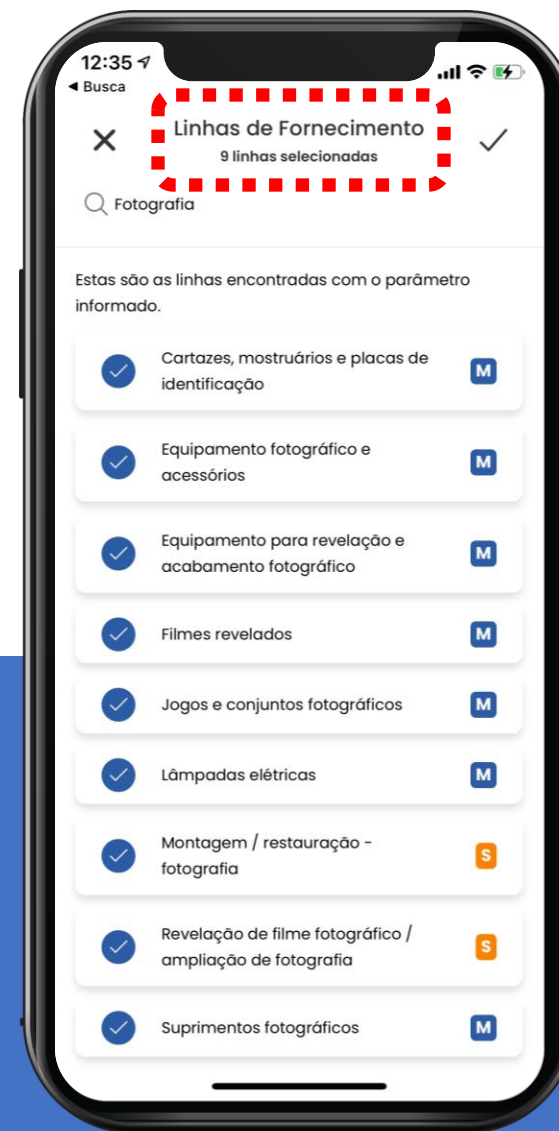 12:35
Busca
Linhas de Fornecimento
9 linhas selecionadas
Fotografia
Estas são as linhas encontradas com o parâmetro
informado.
Cartazes, mostruários e placas de
identificação
M
Equipamento fotográfico e
acessórios
M
Equipamento para revelação e
acabamento fotográfico
M
Filmes revelados
M
Jogos e conjuntos fotográficos
M
Lâmpadas elétricas
M
Montagem / restauração -
fotografia
S
Revelação de filme fotográfico /
ampliação de fotografia
S
Suprimentos fotográficos
M